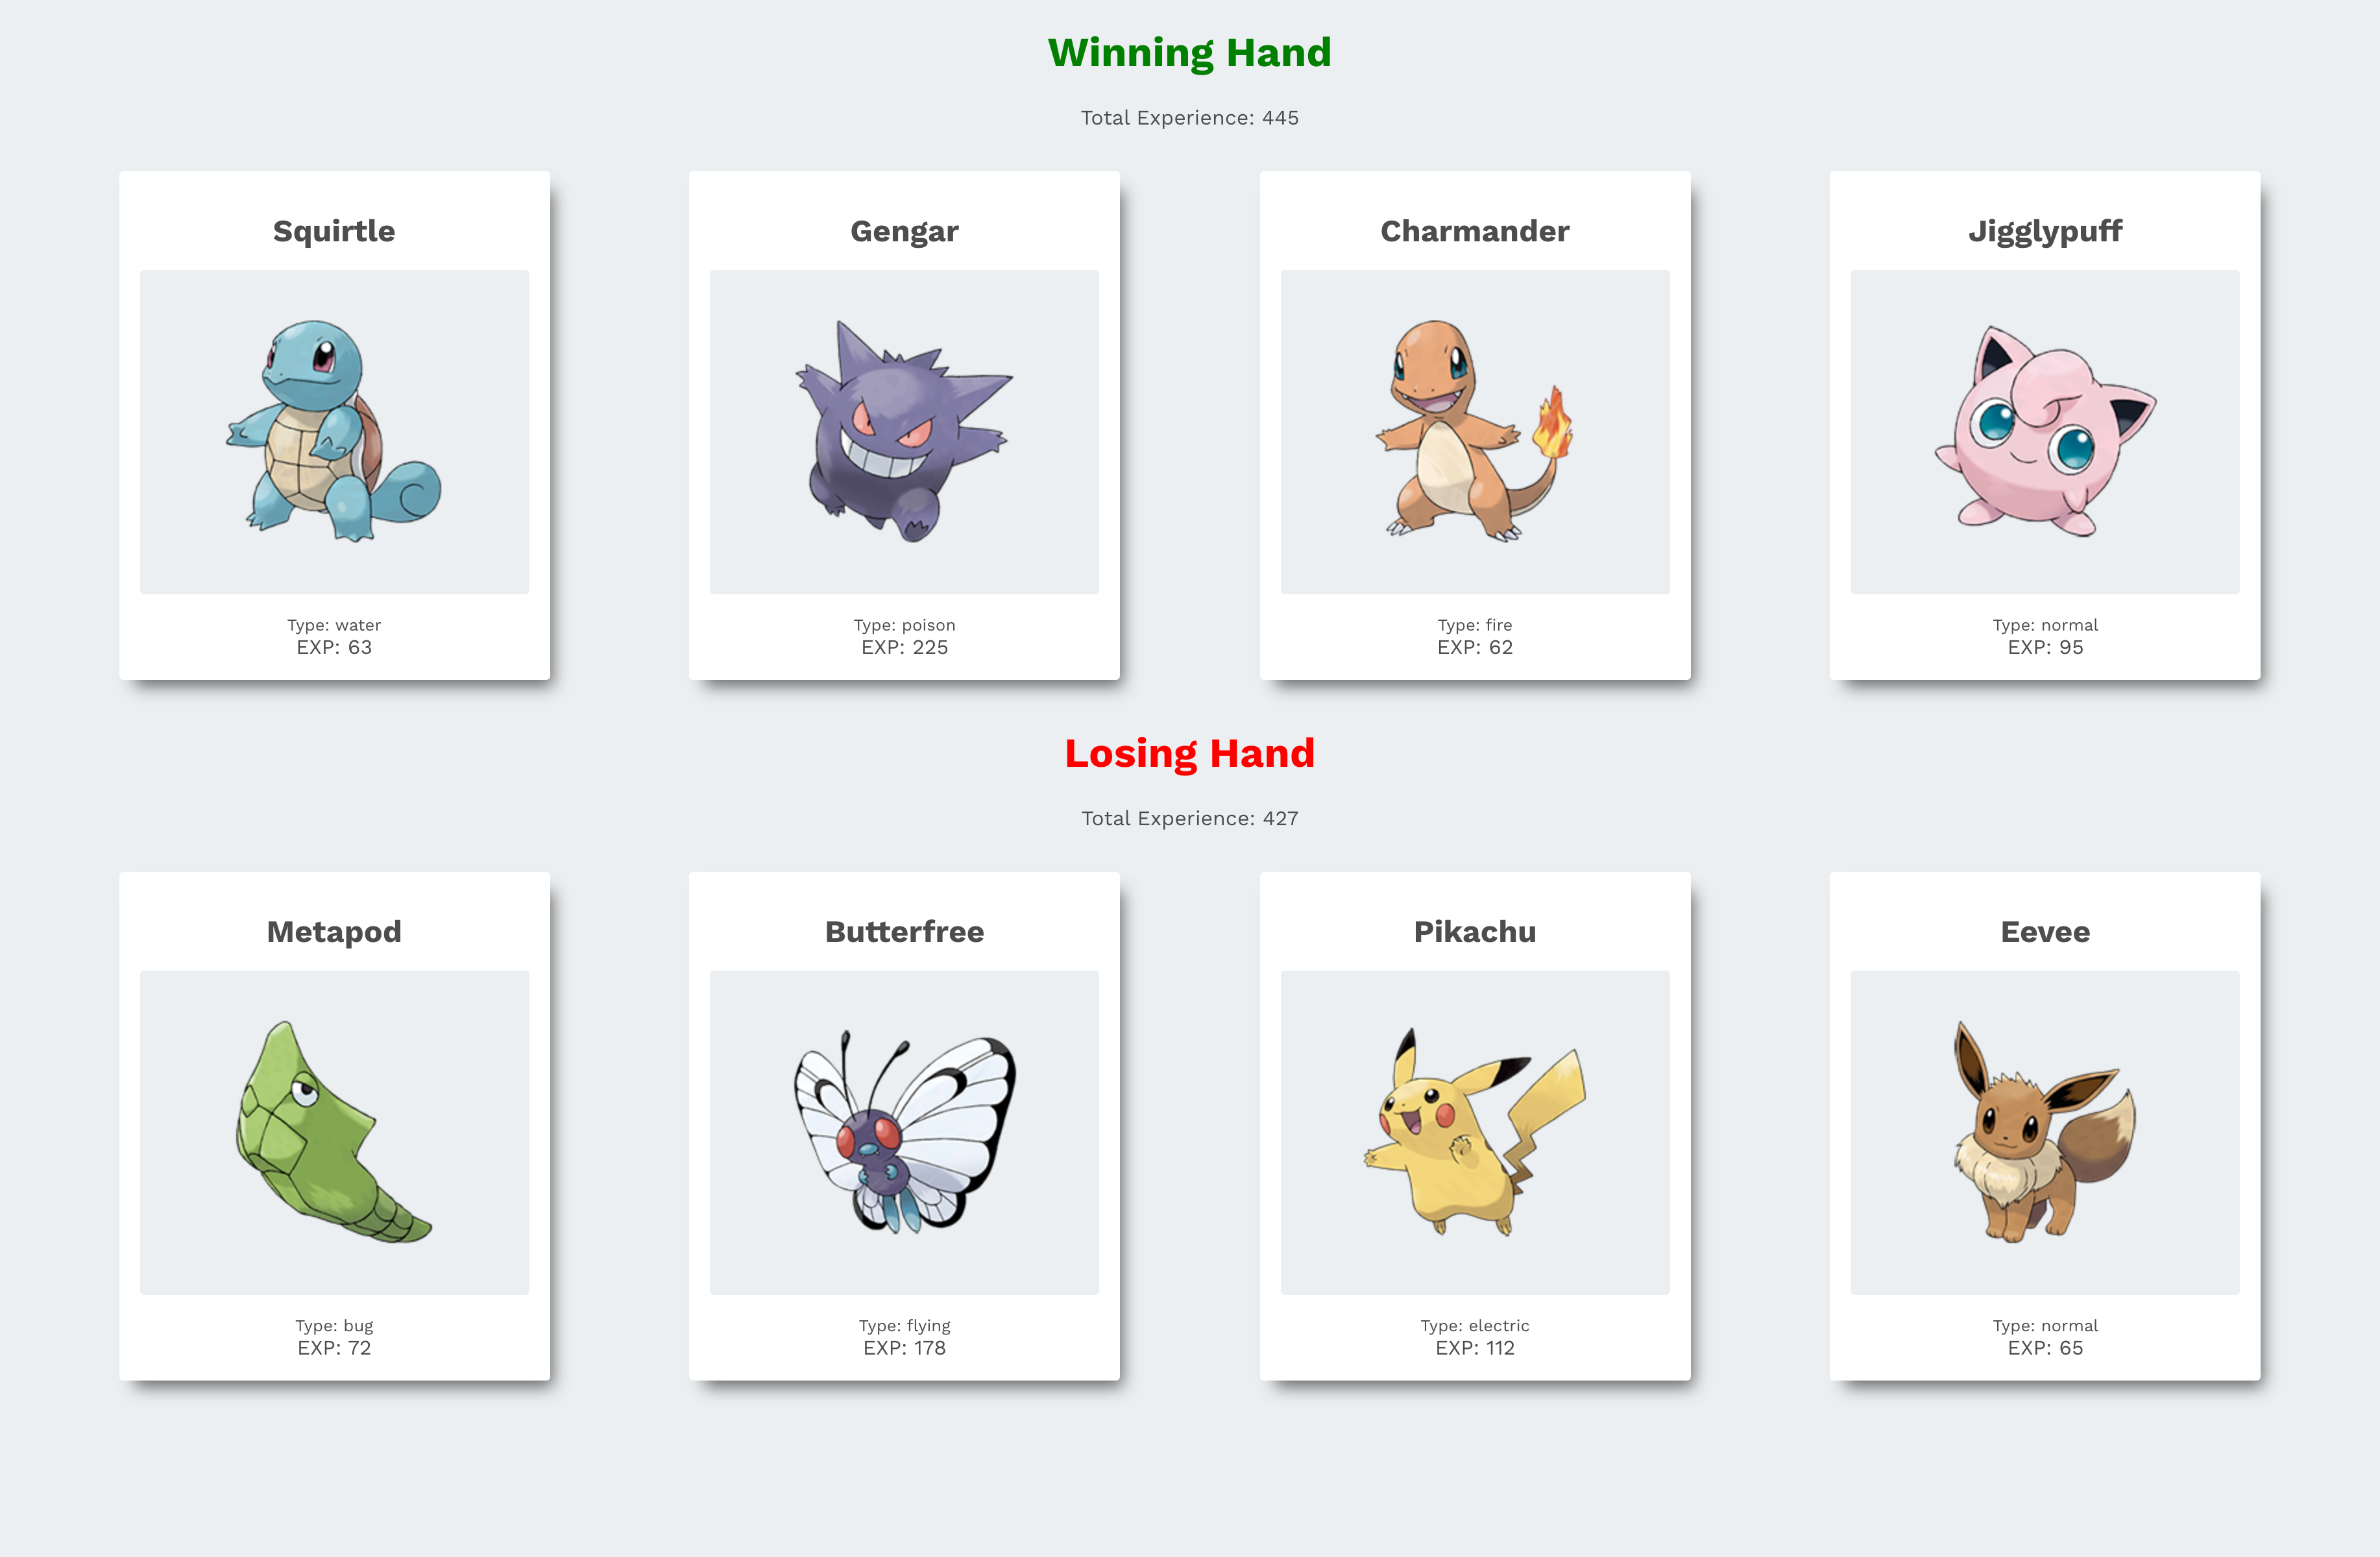 Winning Hand
Total Experience: 445
Squirtle
Type: water
EXP: 63
Gengar
Type: poison
EXP: 225
Charmander
Type: fire
EXP: 62
Jigglypuff
Type: normal
EXP: 95
Losing Hand
Total Experience: 427
Metapod
Type: bug
EXP: 72
Butterfree
Type: flying
EXP: 178
Pikachu
Type: electric
EXP: 112
Eevee
Type: normal
EXP: 65